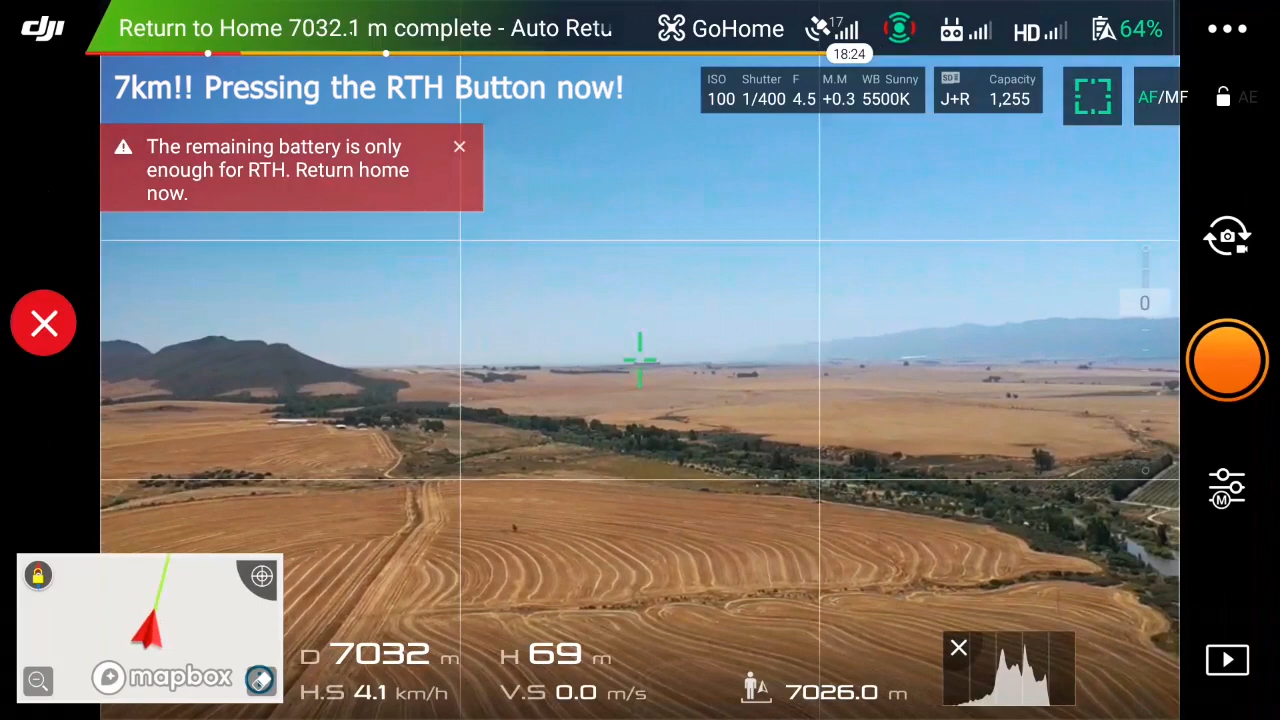 dji
Return to Home 7032.1 m complete - Auto Retu
GoHome
17
HD
64%
18:24
7km!! Pressing the RTH Button now!
ISO Shutter F M.M WB Sunny
100 1/400 4.5 +0.3 5500K
SD Capacity
J+R 1,255
AF/MF
AE
The remaining battery is only
enough for RTH. Return home
now.
0
M
mapbox
D 7032 m H 69 m
H.S 4.1 km/h V.S 0.0 m/s 7026.0 m